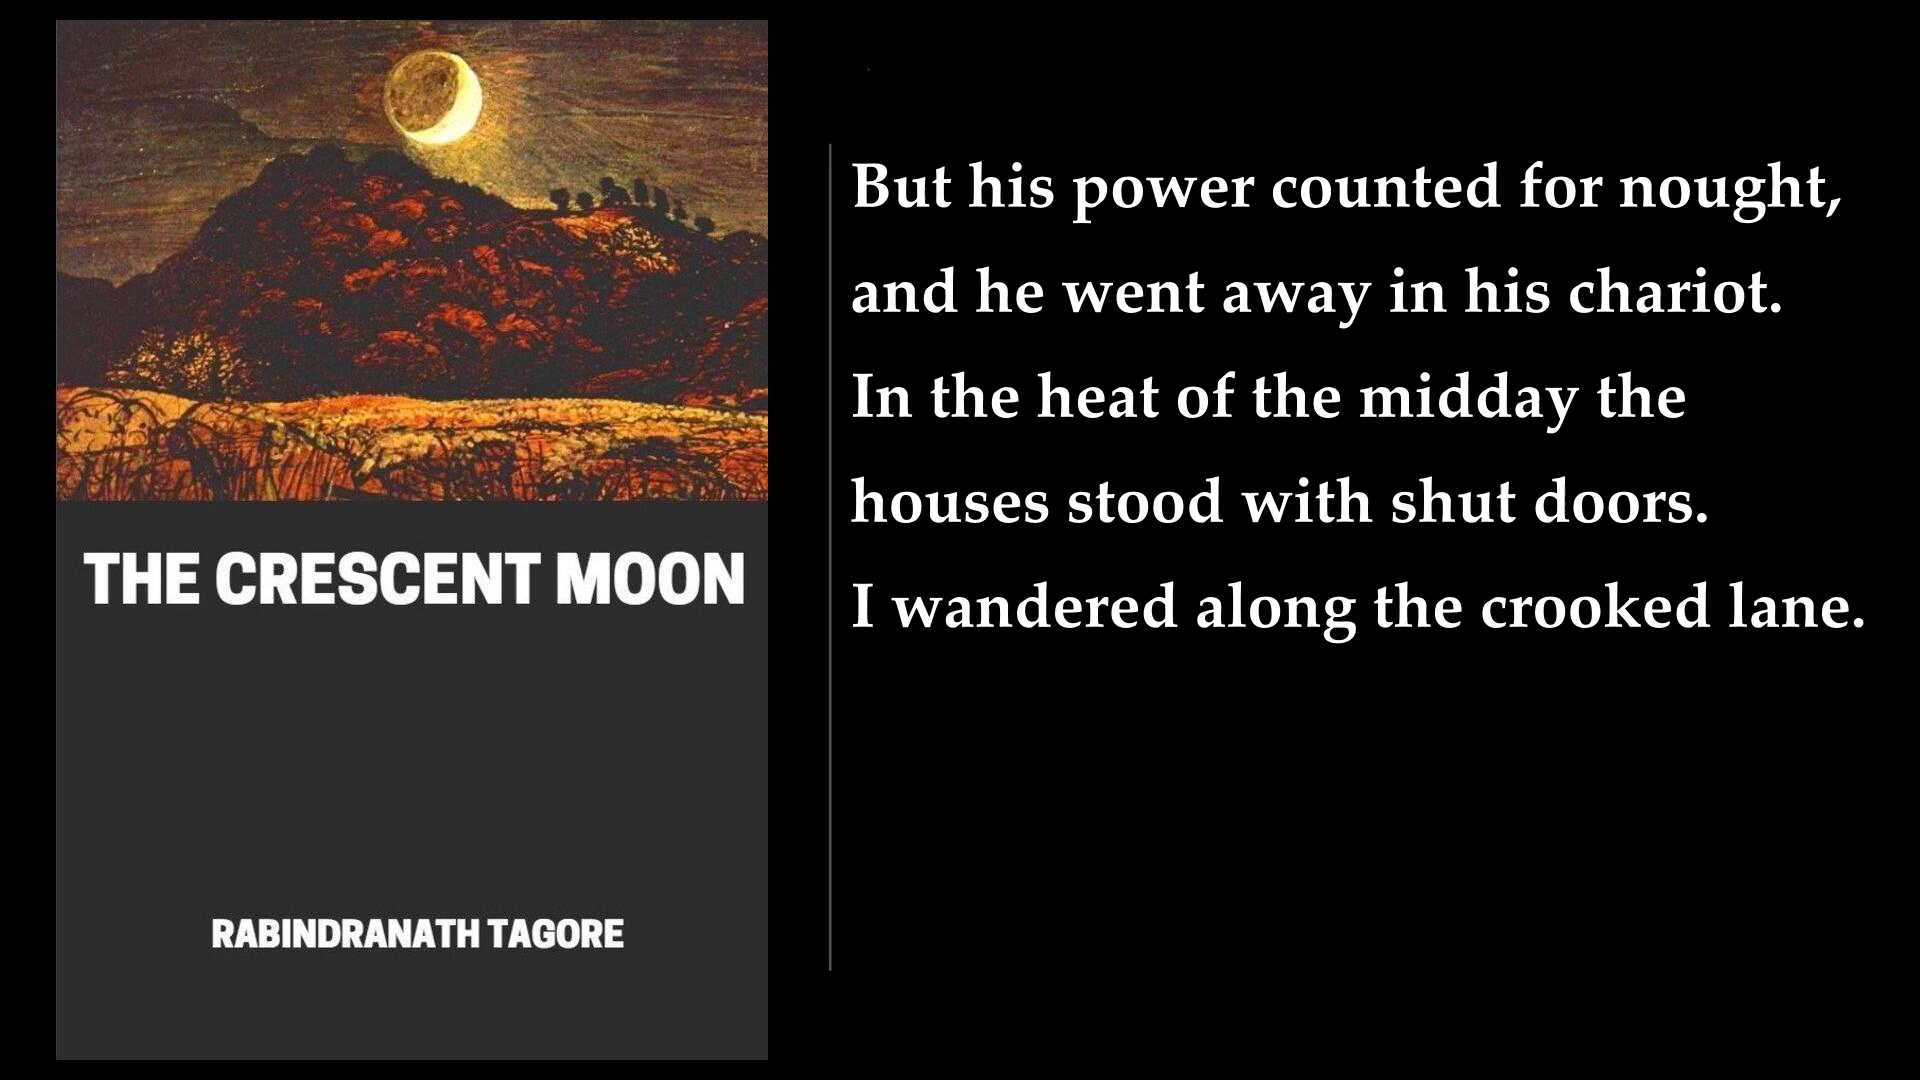 THE CRESCENT MOON
RABINDRANATH TAGORE
But his power counted for nought,
and he went away in his chariot.
In the heat of the midday the
houses stood with shut doors.
I wandered along the crooked lane.